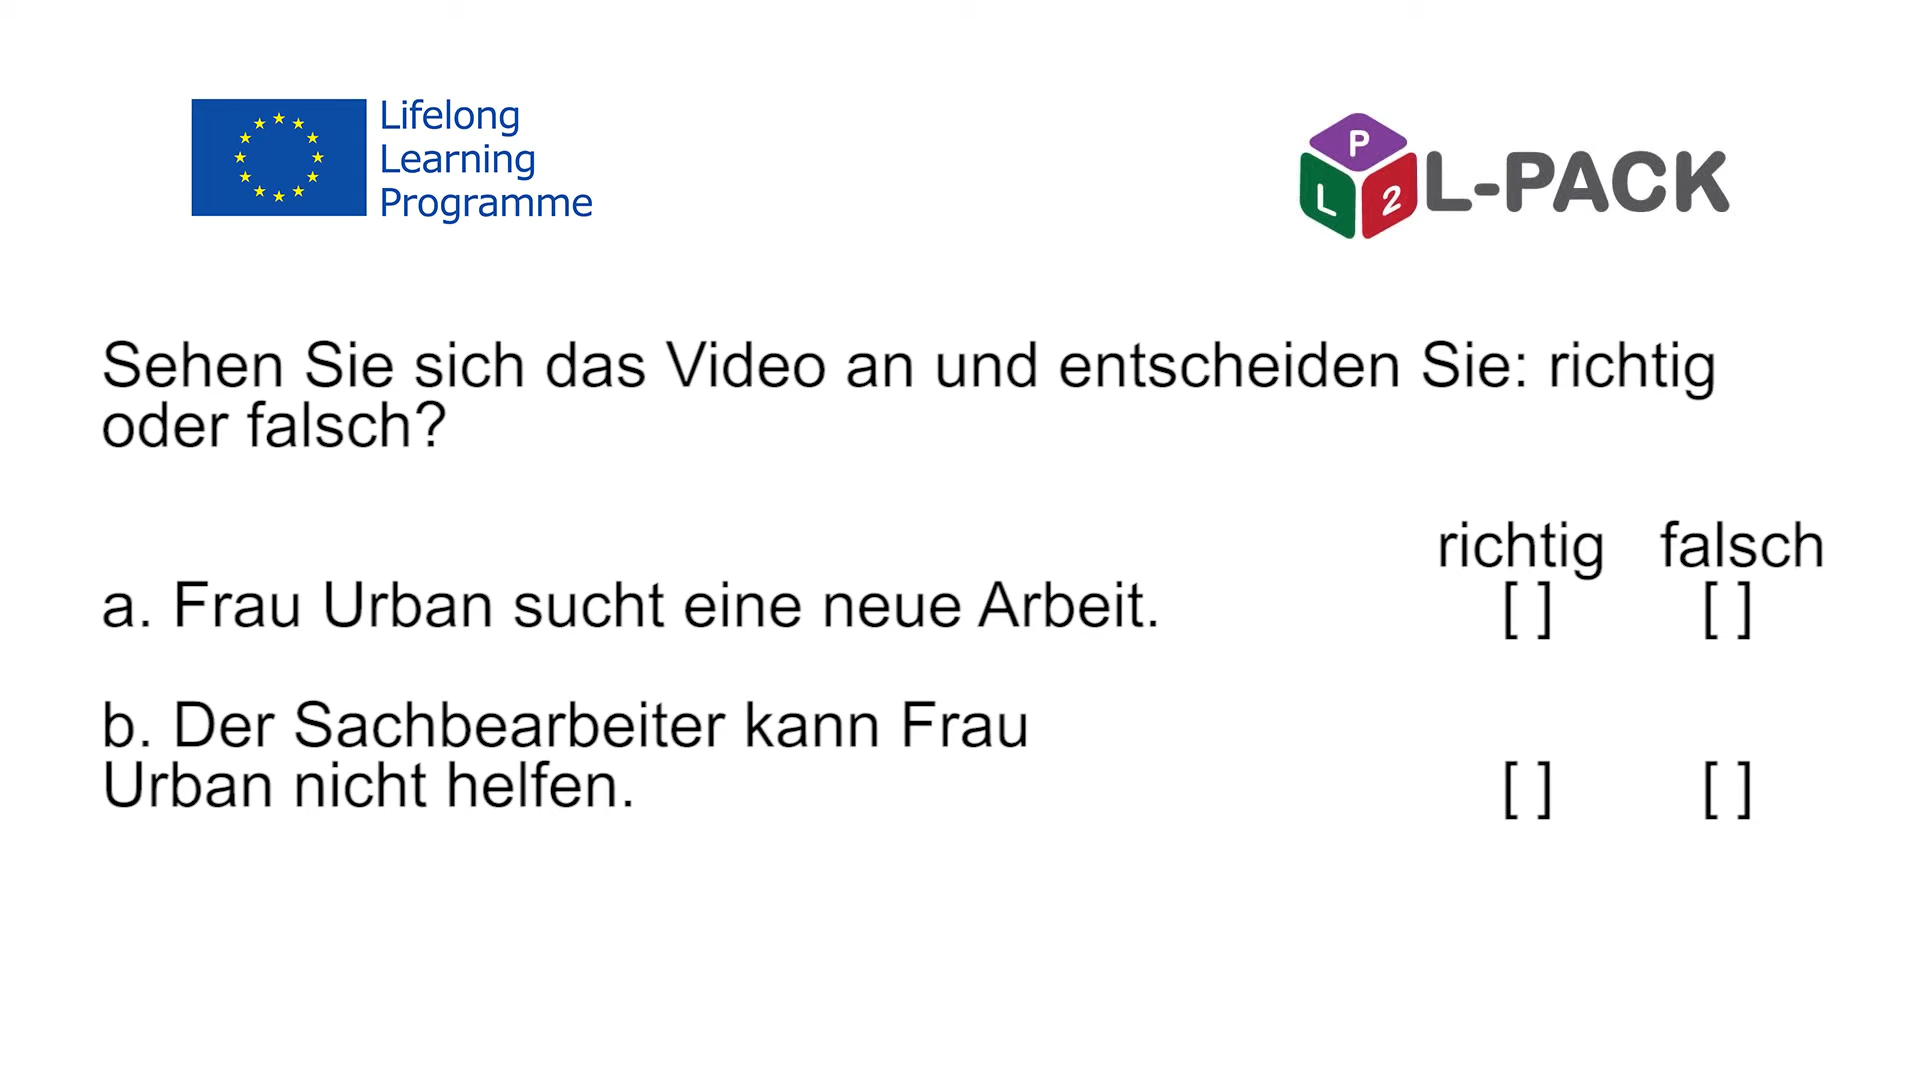 Lifelong
Learning
Programme
P
L
2
L-PACK
Sehen Sie sich das Video an und entscheiden Sie: richtig
oder falsch?
richtig falsch
a. Frau Urban sucht eine neue Arbeit. [ ] [ ]
b. Der Sachbearbeiter kann Frau
Urban nicht helfen. [ ] [ ]